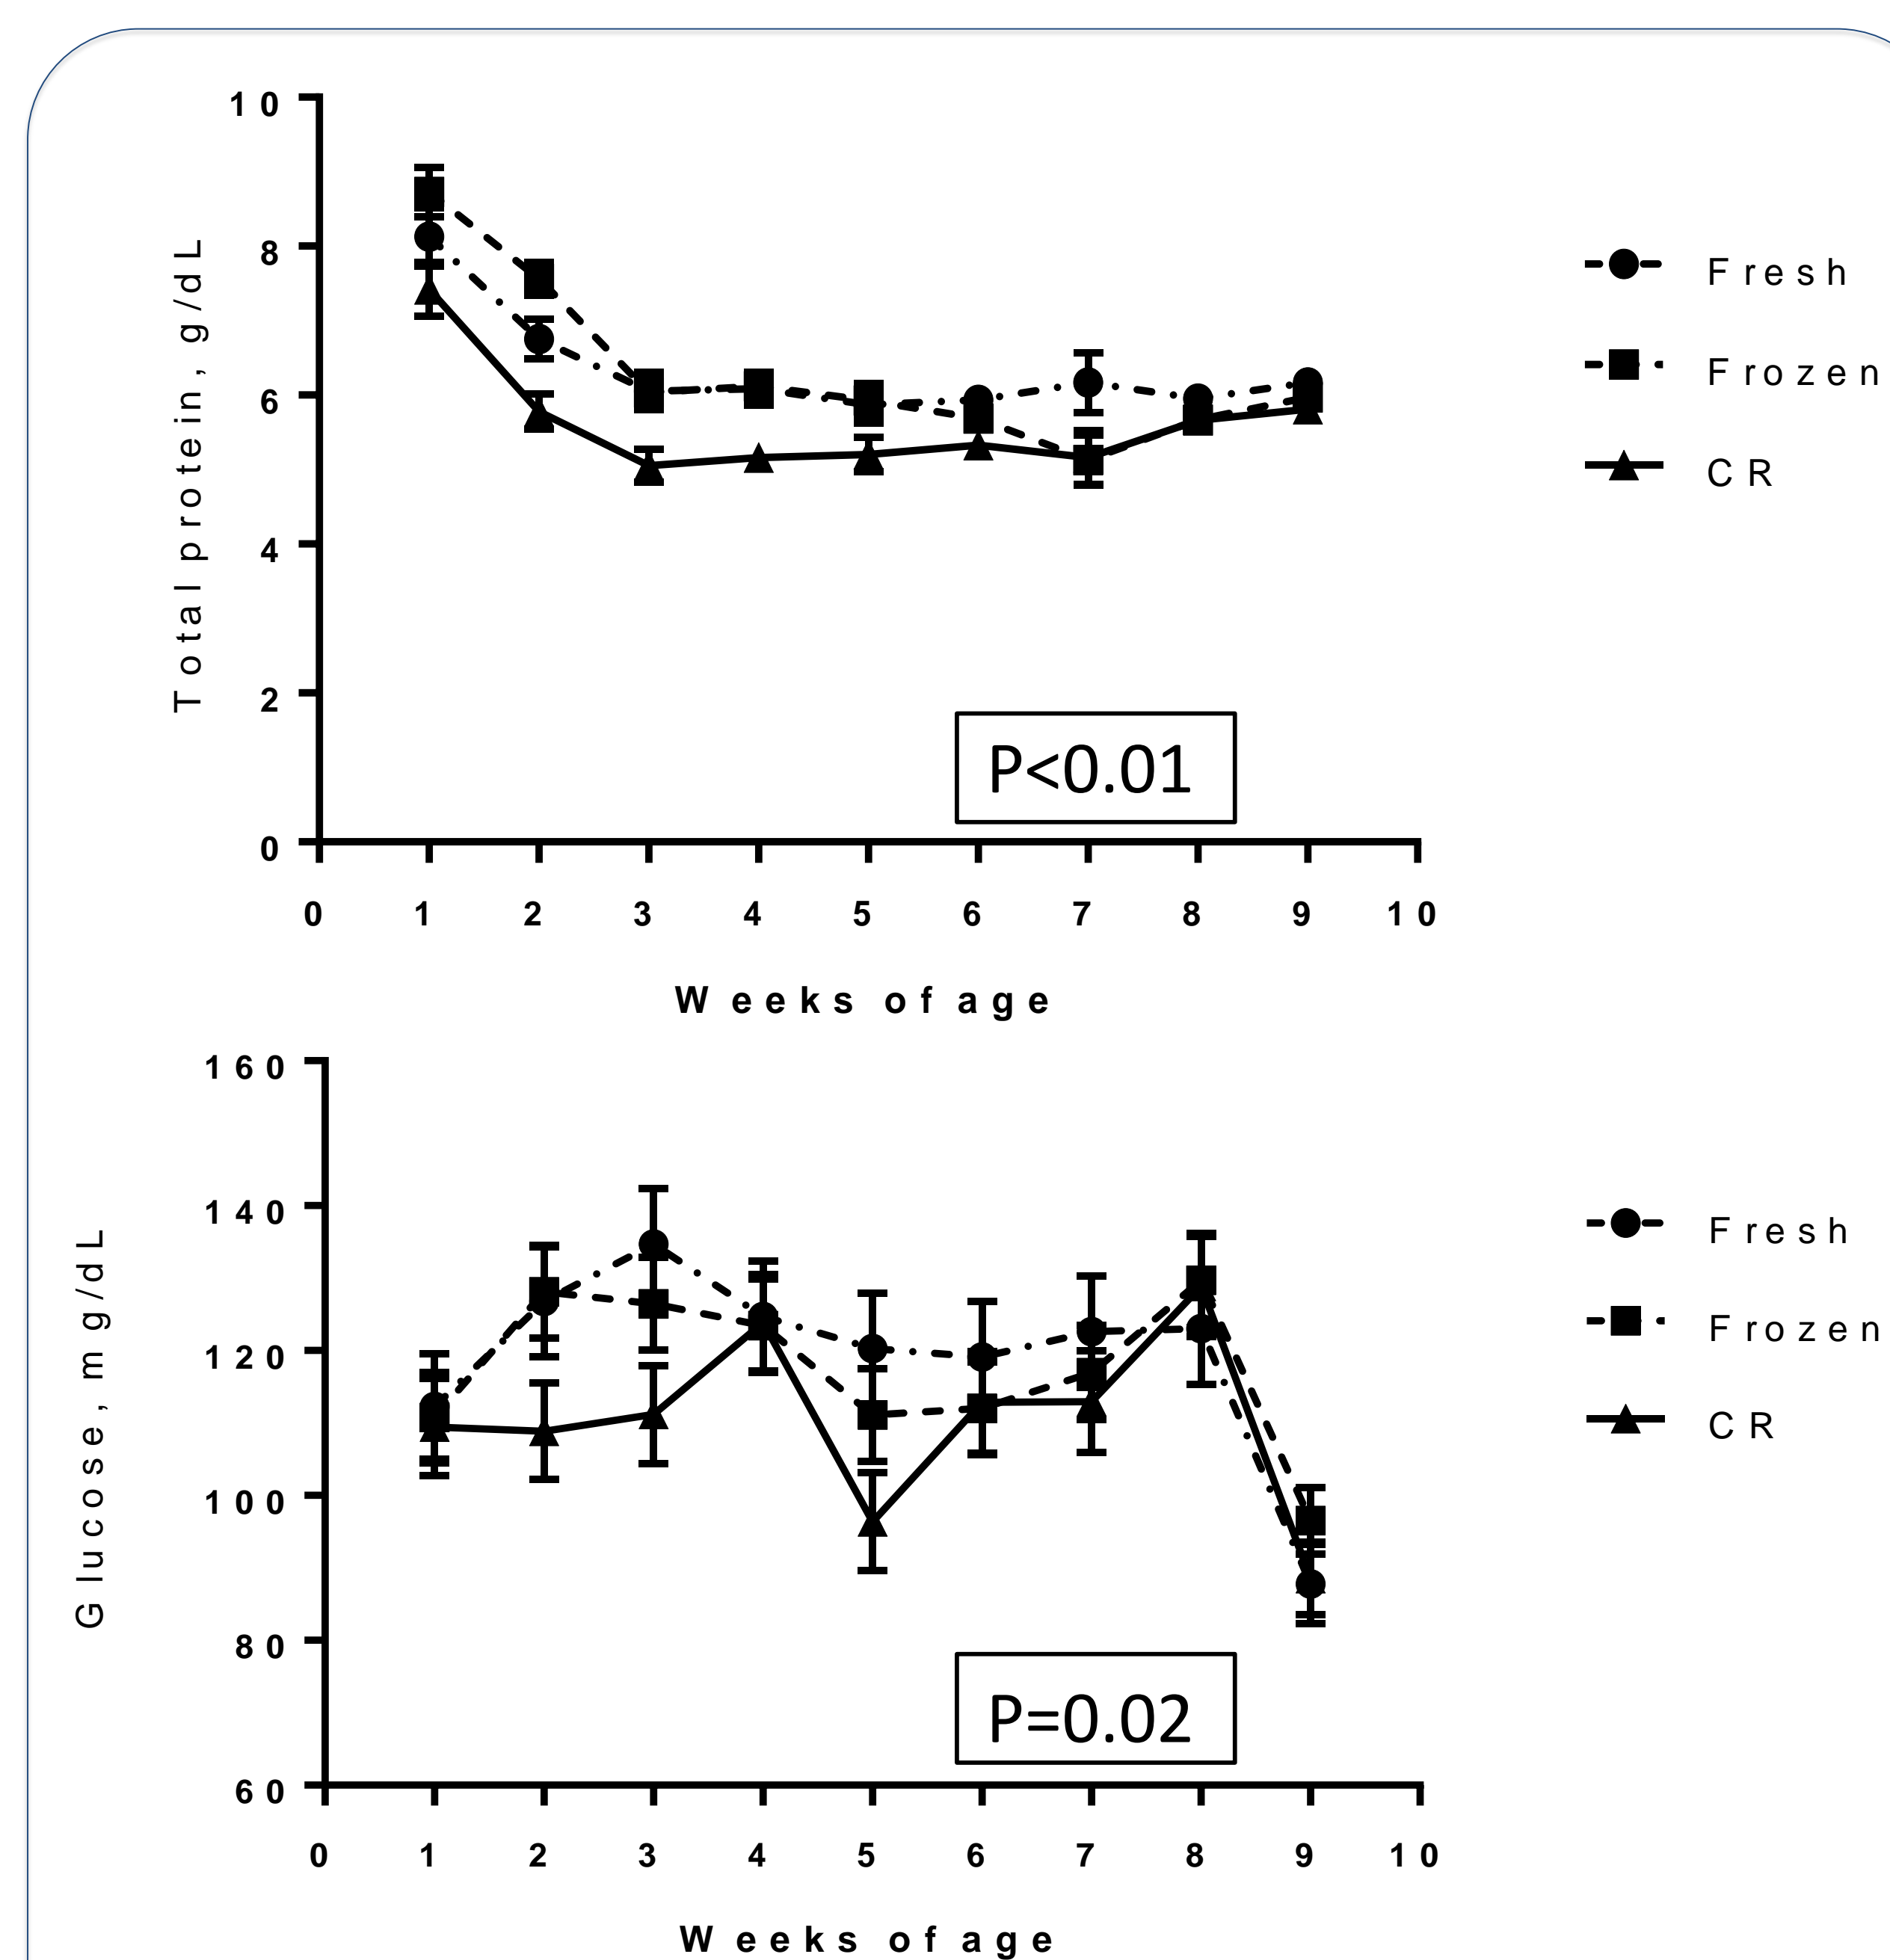 10
8
6
4
2
0
Total protein, g/dL
P<0.01
0 1 2 3 4 5 6 7 8 9 10
Weeks of age
Fresh
Frozen
CR
160
140
120
100
80
60
Glucose, mg/dL
P=0.02
0 1 2 3 4 5 6 7 8 9 10
Weeks of age
Fresh
Frozen
CR